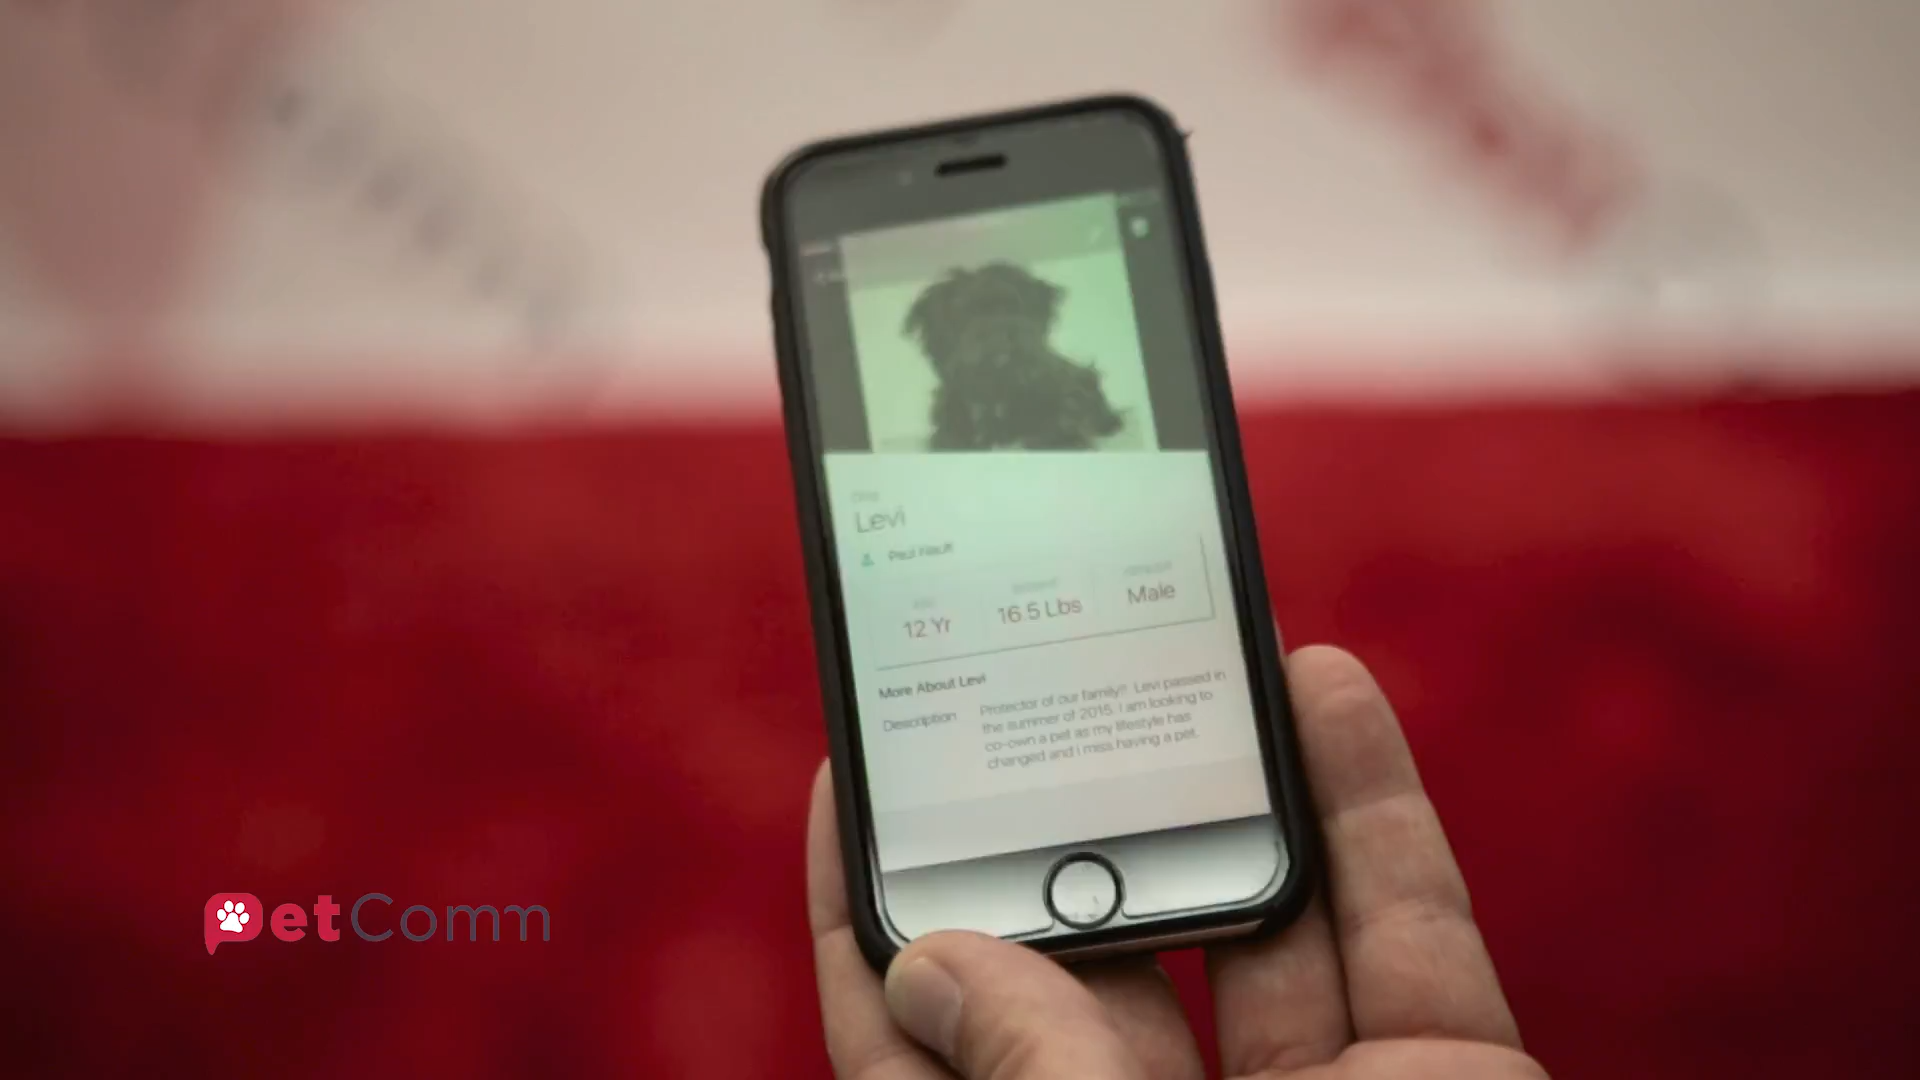 Levi
12 Yr
16.5 Lbs
Male
More About Levi
Description
Protector of our family!! Levi passed in
the summer of 2015. I am looking to
co-own a pet as my lifestyle has
changed and I miss having a pet.
PetComm